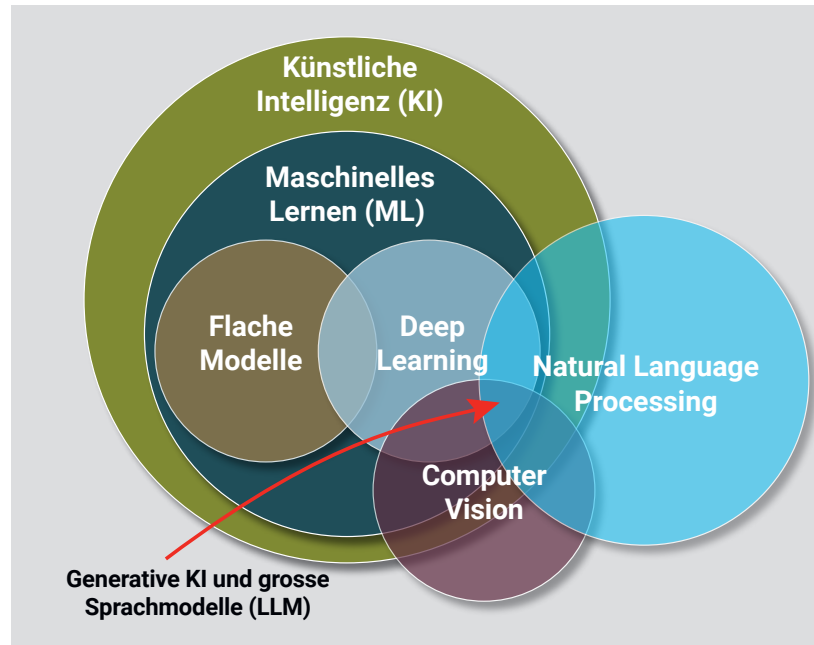 Künstliche
Intelligenz (KI)
Maschinelles
Lernen (ML)
Flache
Modelle
Deep
Learning
Natural Language
Processing
Computer
Vision
Generative KI und grosse
Sprachmodelle (LLM)